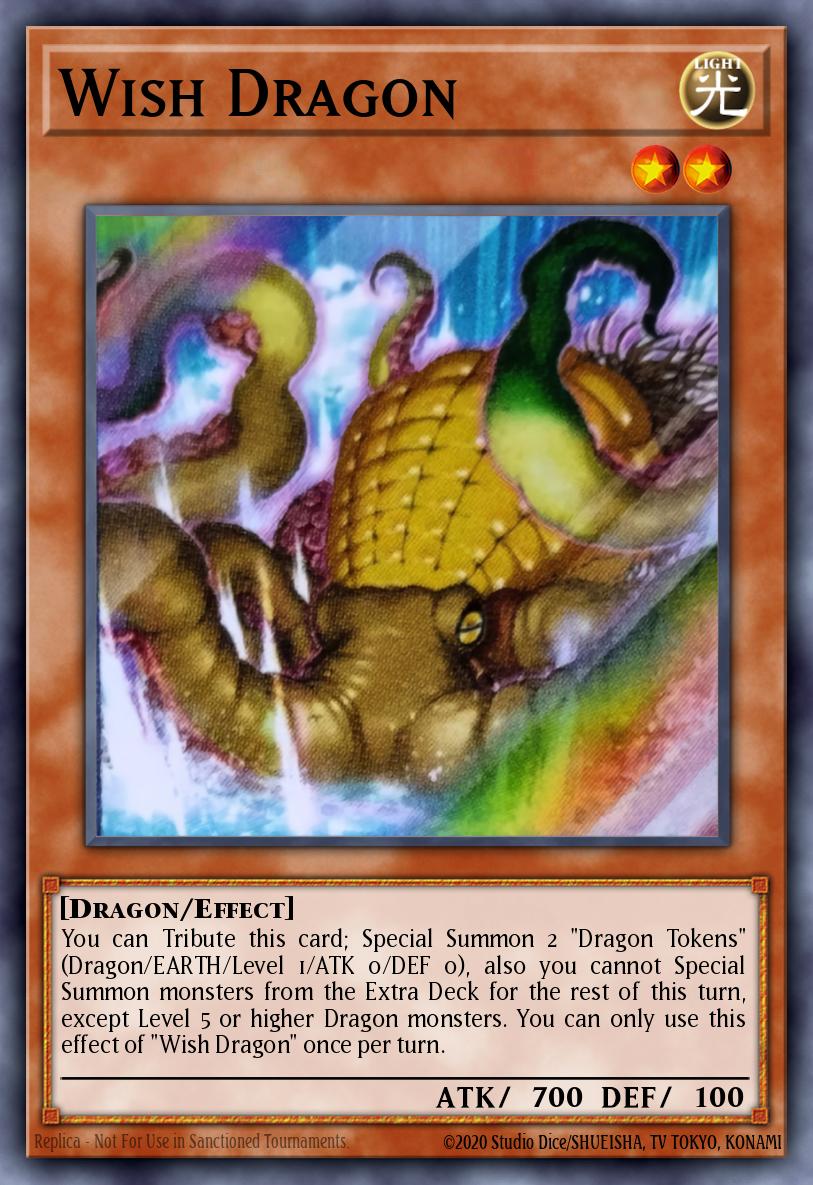 Wish Dragon
LIGHT
光
[Dragon/Effect]
You can Tribute this card; Special Summon 2 "Dragon Tokens"
(Dragon/EARTH/Level 1/ATK 0/DEF 0), also you cannot Special
Summon monsters from the Extra Deck for the rest of this turn,
except Level 5 or higher Dragon monsters. You can only use this
effect of "Wish Dragon" once per turn.
ATK/ 700 DEF/ 100
Replica - Not For Use in Sanctioned Tournaments.
©2020 Studio Dice/SHUEISHA, TV TOKYO, KONAMI